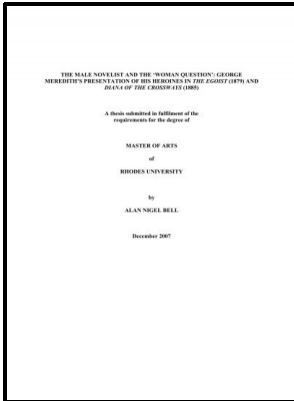 THE MALE NOVELIST AND THE 'WOMAN QUESTION': GEORGE
MEREDITH'S PRESENTATION OF HIS HEROINES IN THE EGOIST (1879) AND
DIANA OF THE CROSSWAYS (1885)
A thesis submitted in fulfilment of the
requirements for the degree of
MASTER OF ARTS
of
RHODES UNIVERSITY
by
ALAN NIGEL BELL
December 2007